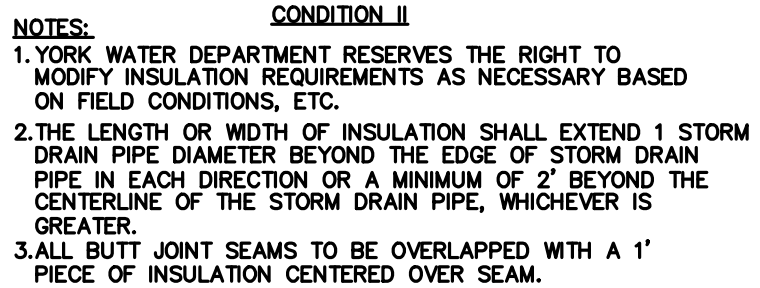 CONDITION II
NOTES:
1. YORK WATER DEPARTMENT RESERVES THE RIGHT TO
MODIFY INSULATION REQUIREMENTS AS NECESSARY BASED
ON FIELD CONDITIONS, ETC.
2.THE LENGTH OR WIDTH OF INSULATION SHALL EXTEND 1 STORM
DRAIN PIPE DIAMETER BEYOND THE EDGE OF STORM DRAIN
PIPE IN EACH DIRECTION OR A MINIMUM OF 2' BEYOND THE
CENTERLINE OF THE STORM DRAIN PIPE, WHICHEVER IS
GREATER.
3.ALL BUTT JOINT SEAMS TO BE OVERLAPPED WITH A 1'
PIECE OF INSULATION CENTERED OVER SEAM.